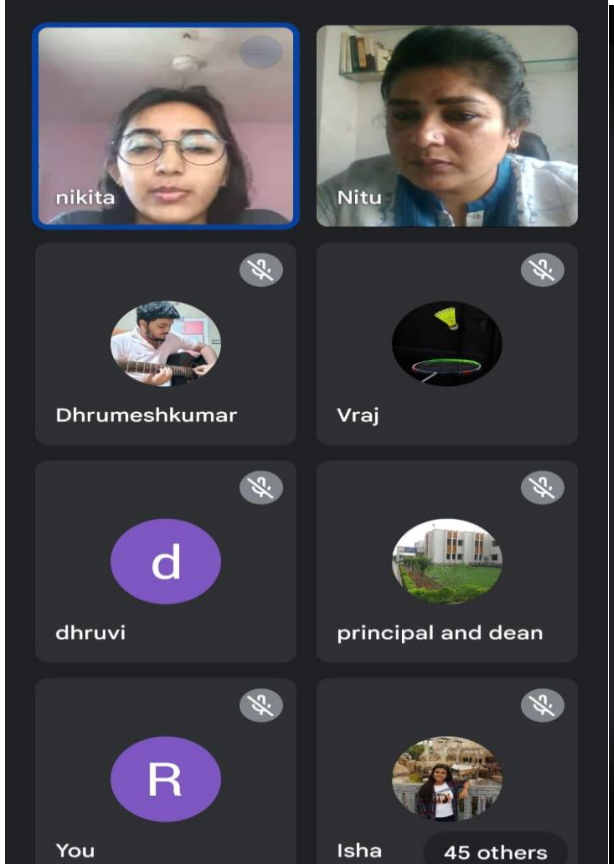 nikita
Nitu
Dhrumeshkumar
Vraj
d
dhruvi
principal and dean
R
You
Isha
45 others